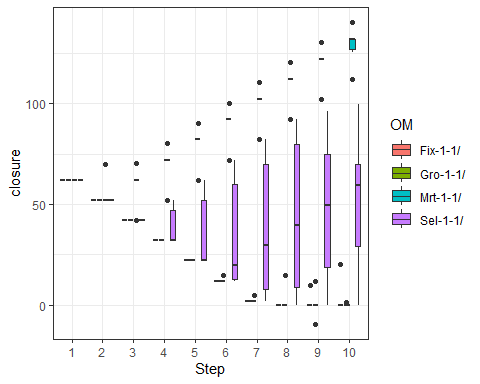 100
50
0
closure
1 2 3 4 5 6 7 8 9 10
Step
OM
Fix-1-1/
Gro-1-1/
Mrt-1-1/
Sel-1-1/